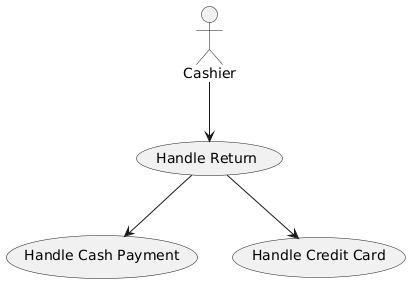 Cashier
Handle Return
Handle Cash Payment
Handle Credit Card